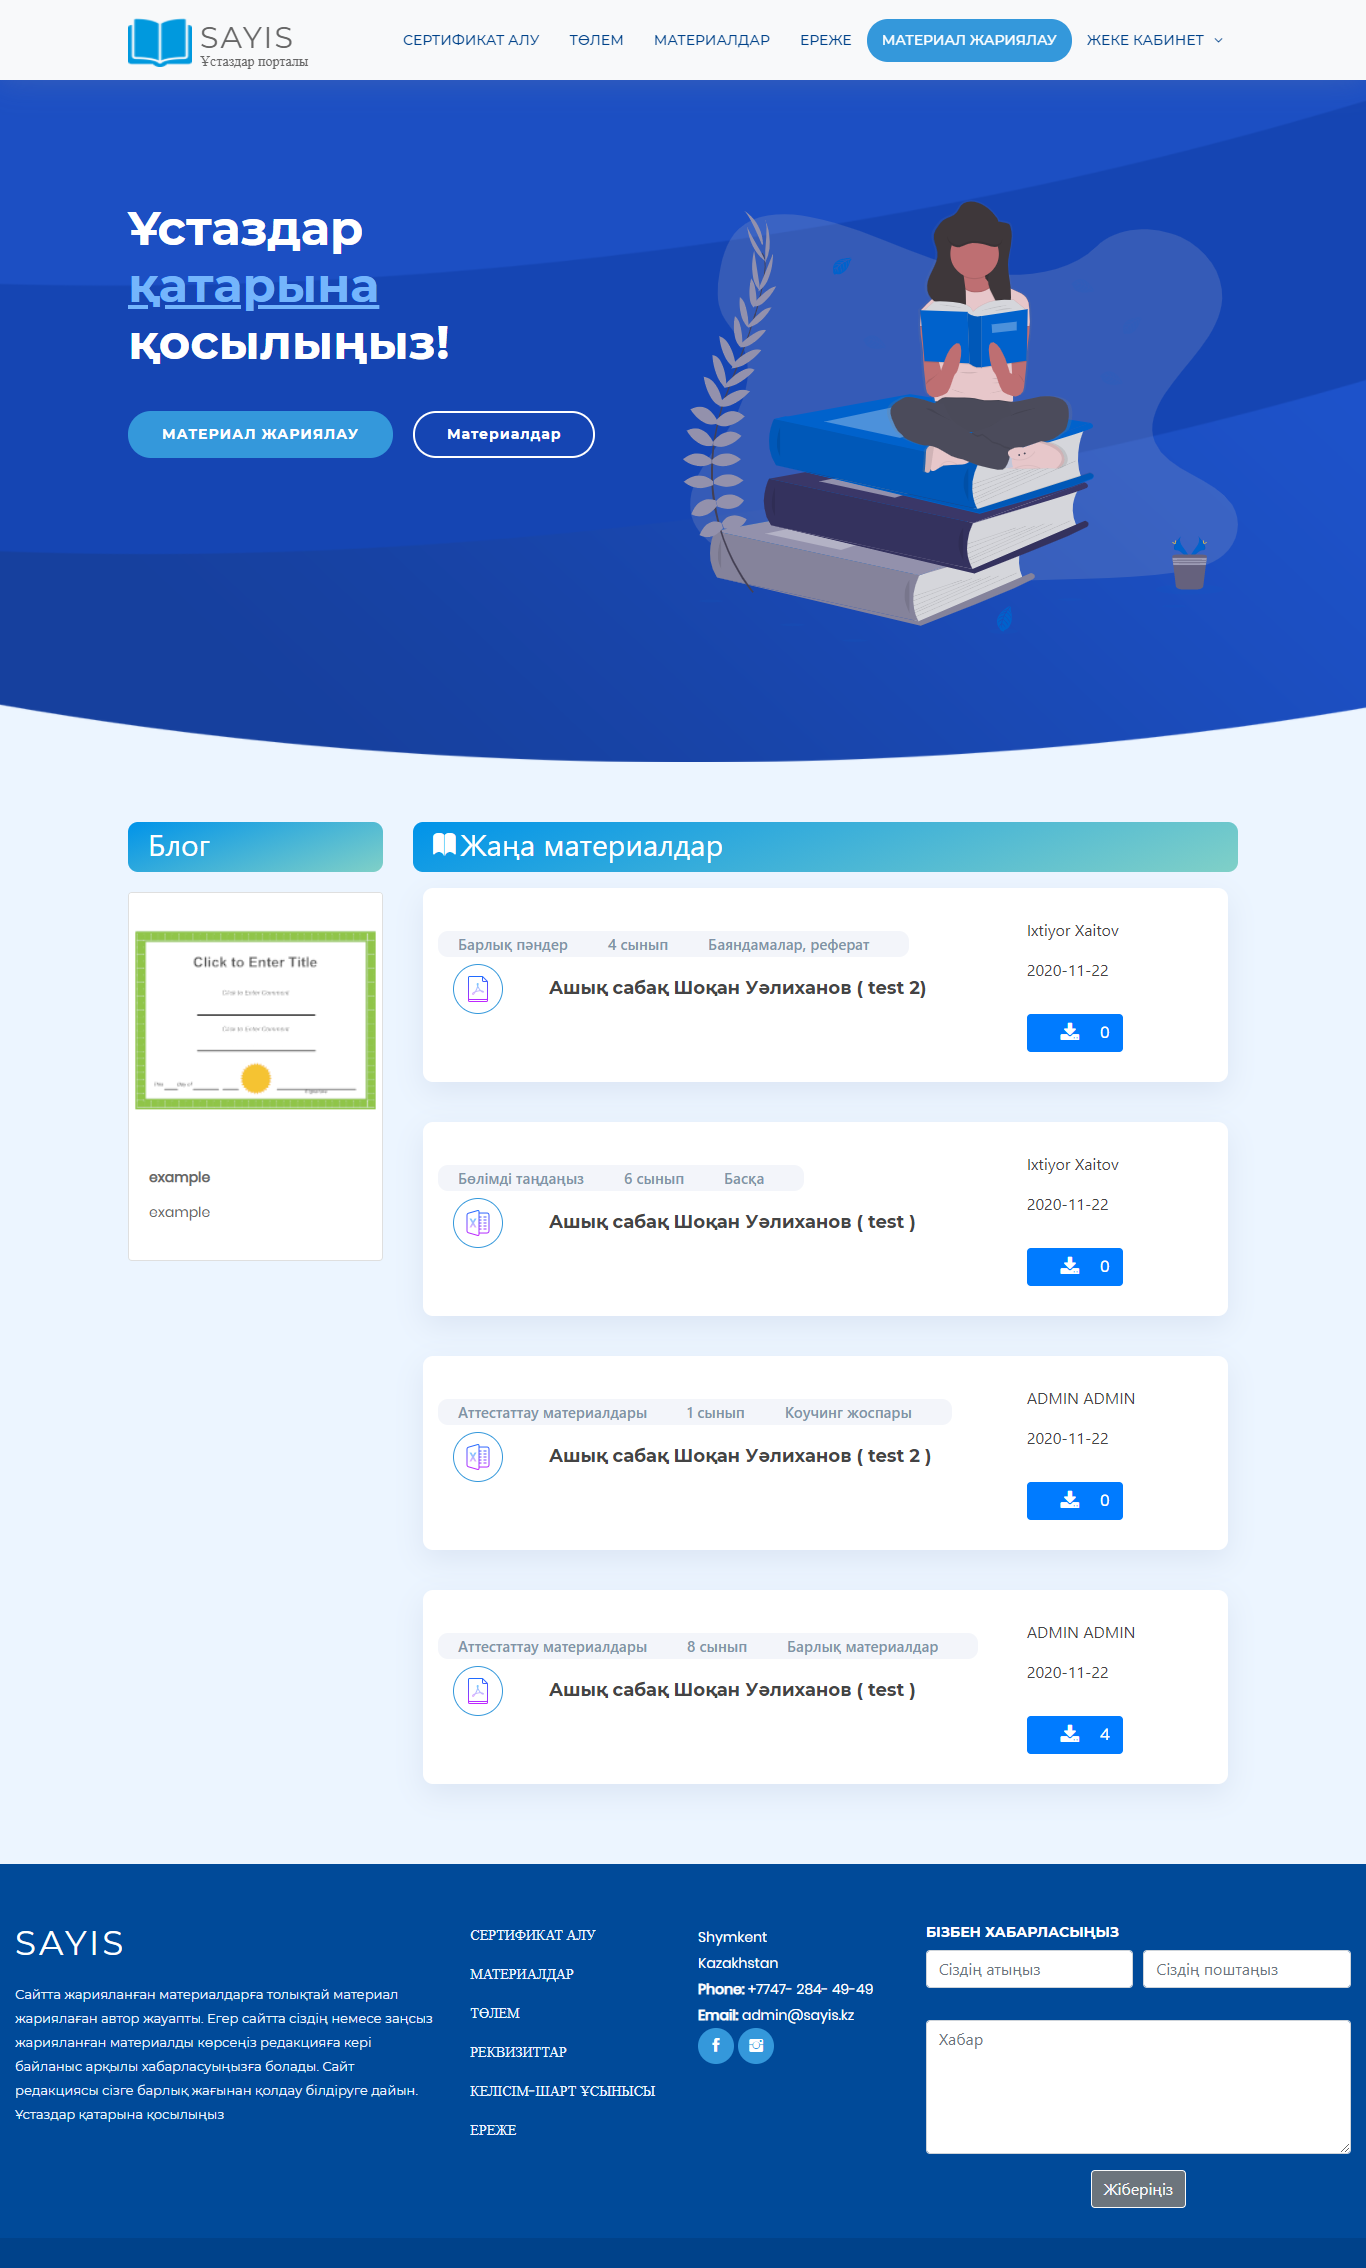 SAYIS
Ұстаздар порталы
СЕРТИФИКАТ АЛУ
ТӨЛЕМ
МАТЕРИАЛДАР
ЕРЕЖЕ
МАТЕРИАЛ ЖАРИЯЛАУ
ЖЕКЕ КАБИНЕТ
Ұстаздар
қатарына
қосылыңыз!
МАТЕРИАЛ ЖАРИЯЛАУ
Материалдар
Блог
Click to Enter Title
Click to Enter Comment
Click to Enter Comment
example
example
Жаңа материалдар
Барлық пәндер 4 сынып Баяндамалар, реферат
Ашық сабақ Шоқан Уәлиханов ( test 2)
Ixtiyor Xaitov
2020-11-22
0
Бөлімді таңдаңыз 6 сынып Басқа
Ашық сабақ Шоқан Уәлиханов ( test )
Ixtiyor Xaitov
2020-11-22
0
Аттестаттау материалдары 1 сынып Коучинг жоспары
Ашық сабақ Шоқан Уәлиханов ( test 2 )
ADMIN ADMIN
2020-11-22
0
Аттестаттау материалдары 8 сынып Барлық материалдар
Ашық сабақ Шоқан Уәлиханов ( test )
ADMIN ADMIN
2020-11-22
4
SAYIS
Сайтта жарияланған материалдарға толықтай материал
жариялаған автор жауапты. Егер сайтта сіздің немесе заңсыз
жарияланған материалды көрсеңіз редакцияға кері
байланыс арқылы хабарласуыңызға болады. Сайт
редакциясы сізге барлық жағынан қолдау білдіруге дайын.
Ұстаздар қатарына қосылыңыз
СЕРТИФИКАТ АЛУ
МАТЕРИАЛДАР
ТӨЛЕМ
РЕКВИЗИТТАР
КЕЛІСІМ-ШАРТ ҰСЫНЫСЫ
ЕРЕЖЕ
Shymkent
Kazakhstan
Phone: +7747- 284- 49-49
Email: admin@sayis.kz
БІЗБЕН ХАБАРЛАСЫҢЫЗ
Сіздің атыңыз
Сіздің поштаңыз
Хабар
Жіберіңіз